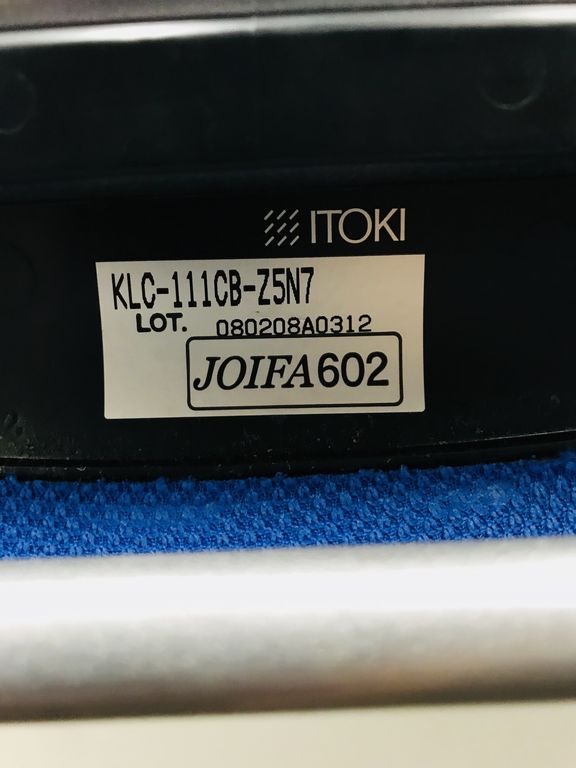 ITOKI
KLC-111CB-Z5N7
LOT. 080208A0312
JOIFA602